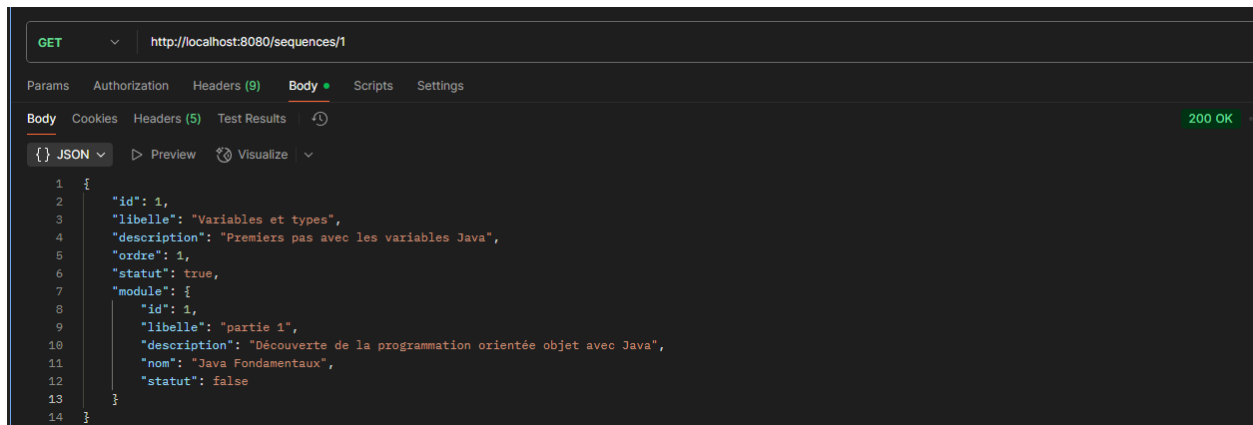 GET http://localhost:8080/sequences/1
Params Authorization Headers (9) Body Scripts Settings
Body Cookies Headers (5) Test Results 200 OK
{} JSON Preview Visualize
1 {
2 "id": 1,
3 "libelle": "Variables et types",
4 "description": "Premiers pas avec les variables Java",
5 "ordre": 1,
6 "statut": true,
7 "module": {
8 "id": 1,
9 "libelle": "partie 1",
10 "description": "Découverte de la programmation orientée objet avec Java",
11 "nom": "Java Fondamentaux",
12 "statut": false
13 }
14 }